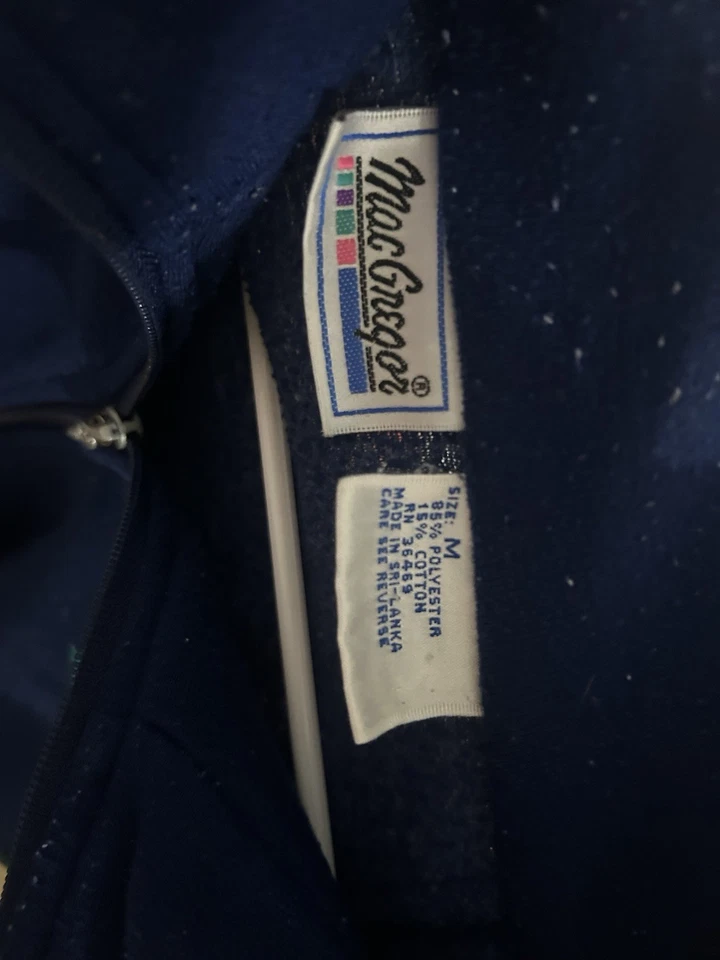 MacGregor®
SIZE: M
85% POLYESTER
15% COTTON
RN 36469
MADE IN SRI-LANKA
CARE SEE REVERSE